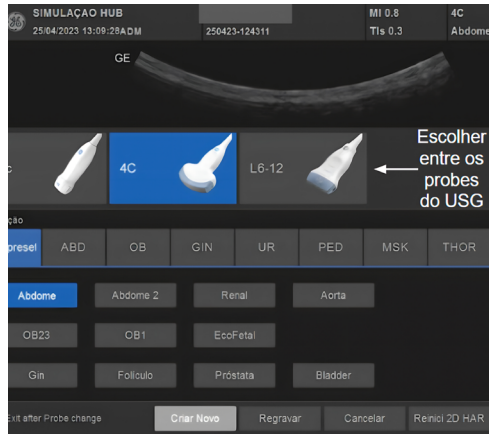 SIMULAÇAO HUB
MI 0.8
4C
25/04/2023 13:09:28ADM
250423-124311
TIs 0.3
Abdome
GE
4C
L6-12
Escolher
entre os
probes
do USG
ção
preset
ABD
OB
GIN
UR
PED
MSK
THOR
Abdome
Abdome 2
Renal
Aorta
OB23
OB1
EcoFetal
Gin
Folículo
Próstata
Bladder
Exit after Probe change
Criar Novo
Regravar
Cancelar
Reinici 2D HAR